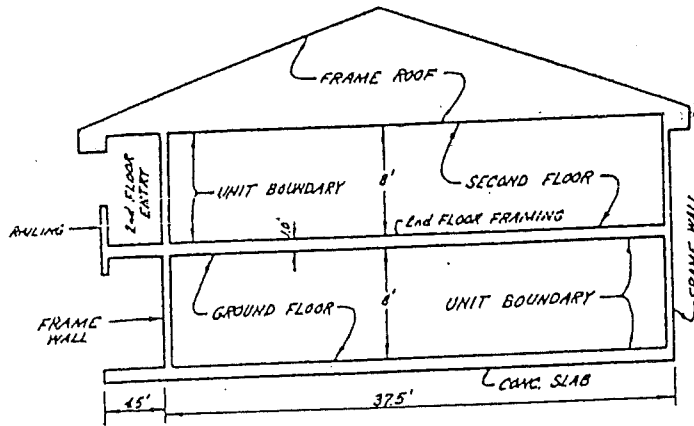 FRAME ROOF
2nd FLOOR
ENTRY
UNIT BOUNDARY
8'
SECOND FLOOR
RAILING
1.0'
2nd FLOOR FRAMING
FRAME WALL
GROUND FLOOR
8'
UNIT BOUNDARY
FRAME
WALL
CONC. SLAB
4.5'
37.5'